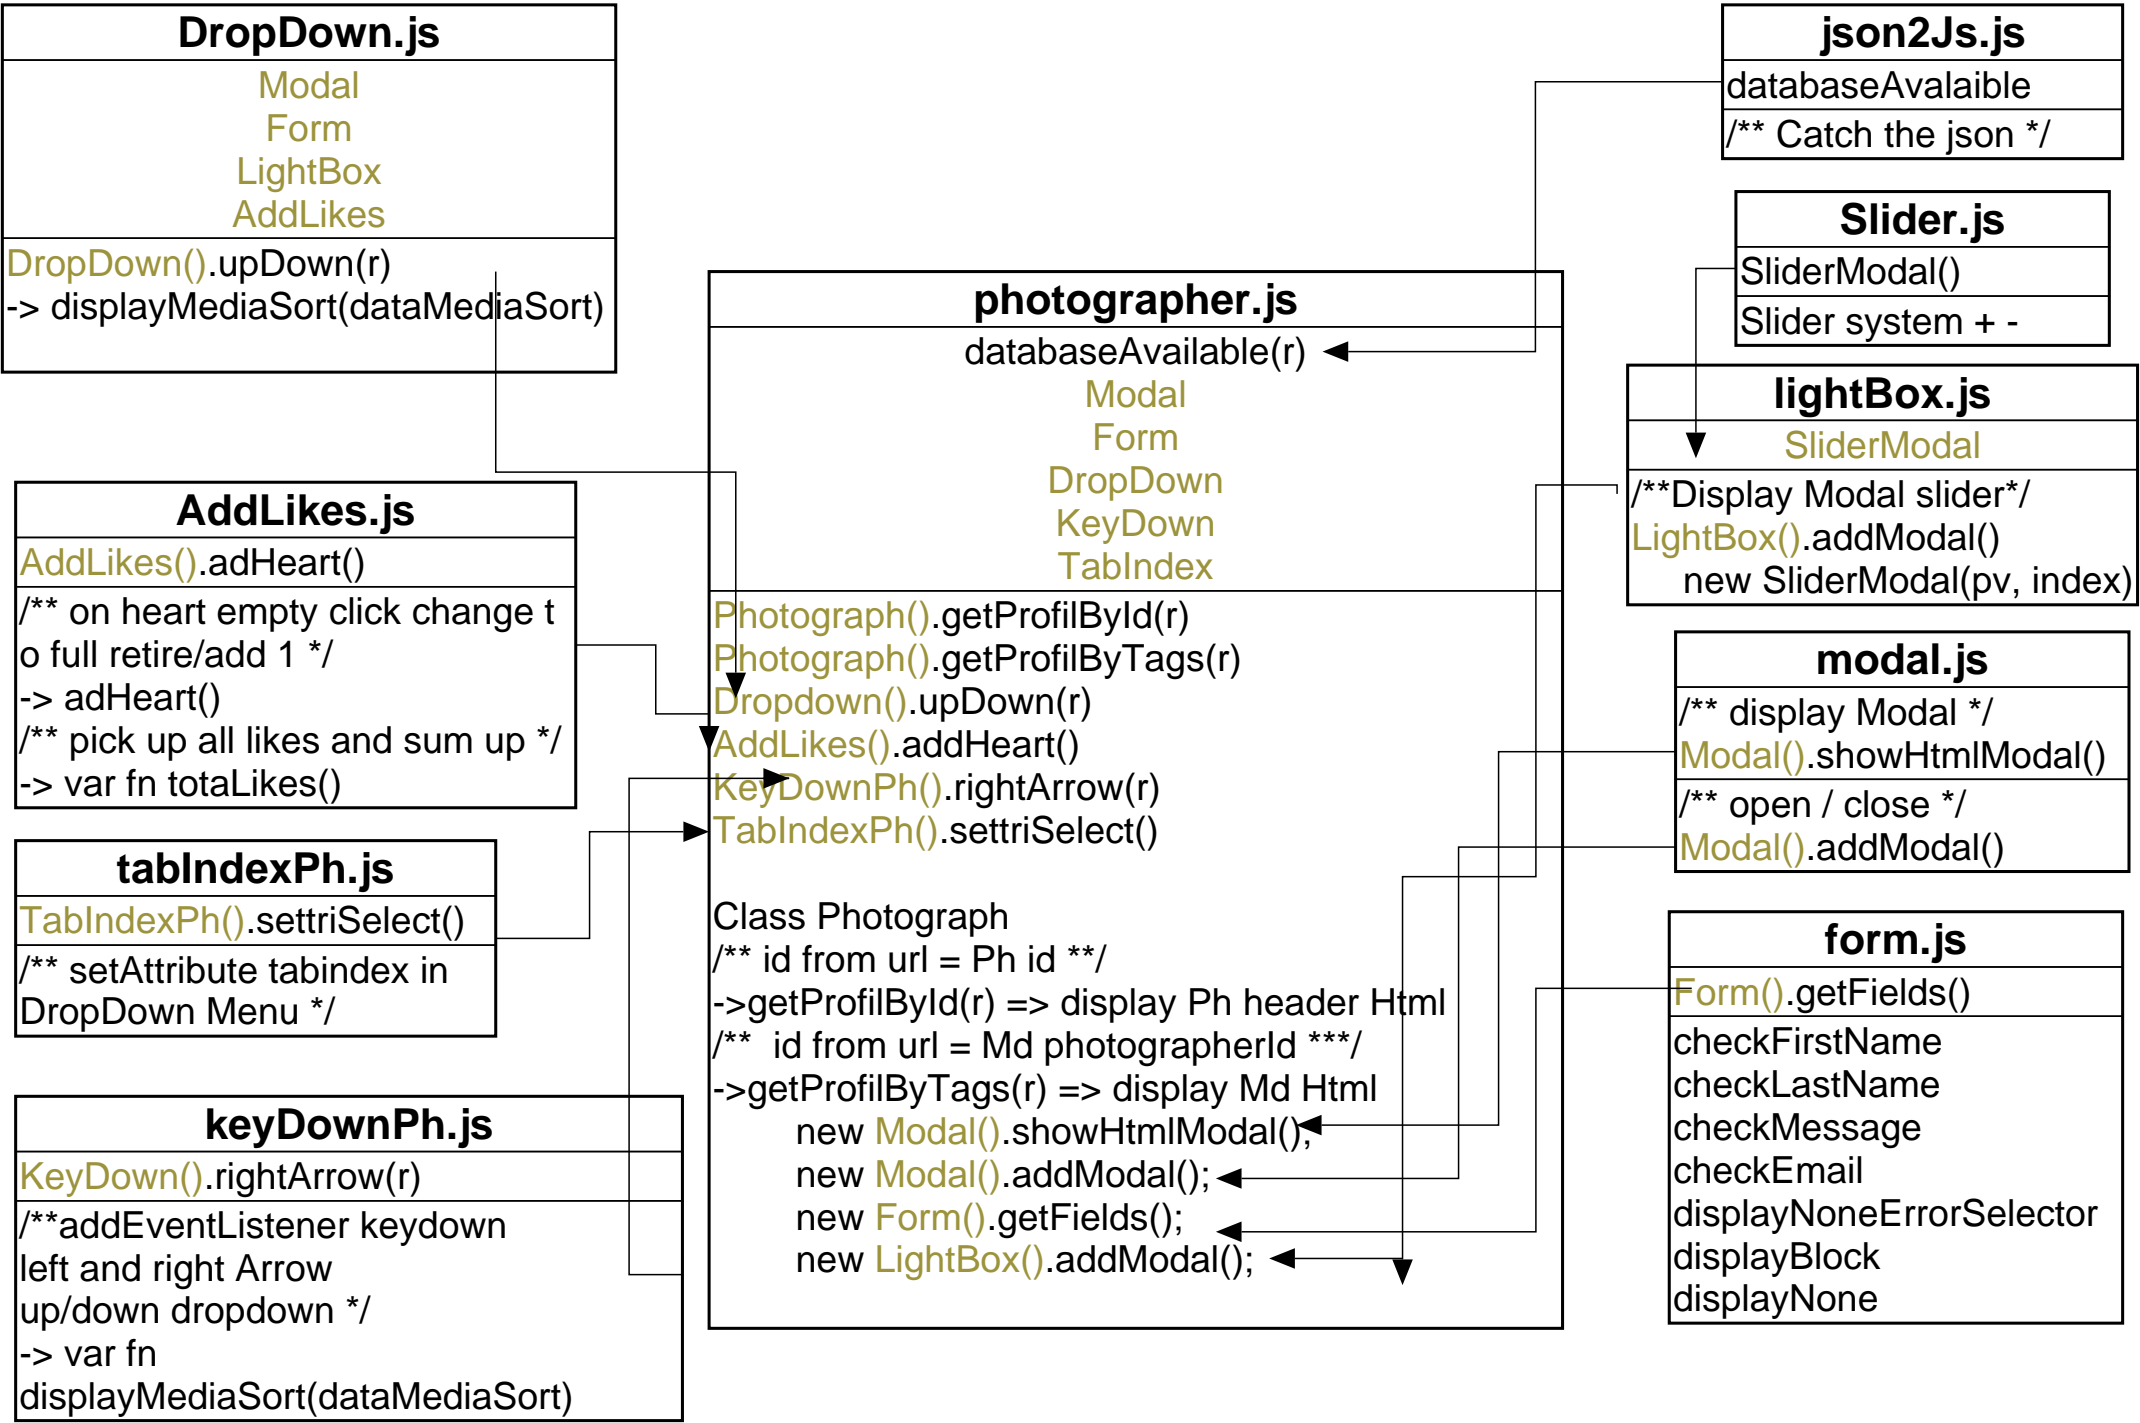 DropDown.js
Modal
Form
LightBox
AddLikes
DropDown().upDown(r)
-> displayMediaSort(dataMediaSort)
AddLikes.js
AddLikes().adHeart()
/** on heart empty click change t
o full retire/add 1 */
-> adHeart()
/** pick up all likes and sum up */
-> var fn totaLikes()
tabIndexPh.js
TabIndexPh().settriSelect()
/** setAttribute tabindex in
DropDown Menu */
keyDownPh.js
KeyDown().rightArrow(r)
/**addEventListener keydown
left and right Arrow
up/down dropdown */
-> var fn
displayMediaSort(dataMediaSort)
photographer.js
databaseAvailable(r)
Modal
Form
DropDown
KeyDown
TabIndex
Photograph().getProfilById(r)
Photograph().getProfilByTags(r)
Dropdown().upDown(r)
AddLikes().addHeart()
KeyDownPh().rightArrow(r)
TabIndexPh().settriSelect()
Class Photograph
/** id from url = Ph id **/
->getProfilById(r) => display Ph header Html
/**  id from url = Md photographerId ***/
->getProfilByTags(r) => display Md Html
new Modal().showHtmlModal();
new Modal().addModal();
new Form().getFields();
new LightBox().addModal();
json2Js.js
databaseAvalaible
/** Catch the json */
Slider.js
SliderModal()
Slider system + -
lightBox.js
SliderModal
/**Display Modal slider*/
LightBox().addModal()
new SliderModal(pv, index)
modal.js
/** display Modal */
Modal().showHtmlModal()
/** open / close */
Modal().addModal()
form.js
Form().getFields()
checkFirstName
checkLastName
checkMessage
checkEmail
displayNoneErrorSelector
displayBlock
displayNone